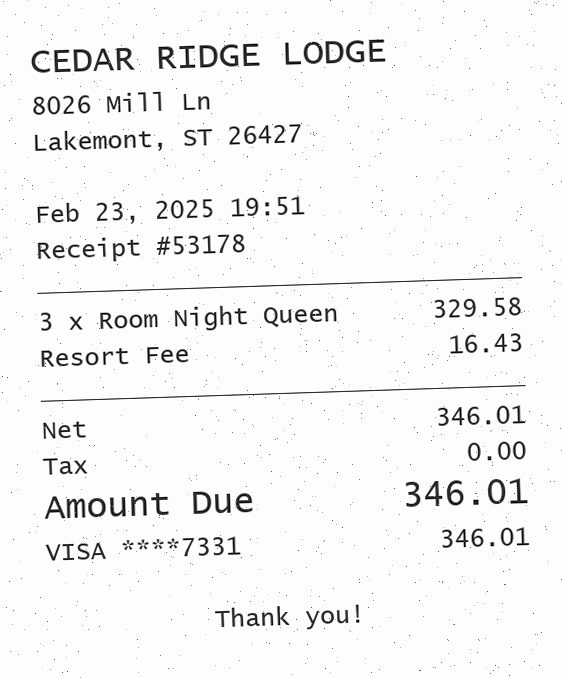 CEDAR RIDGE LODGE
8026 Mill Ln
Lakemont, ST 26427
Feb 23, 2025 19:51
Receipt #53178
3 x Room Night Queen 329.58
Resort Fee 16.43
Net 346.01
Tax 0.00
Amount Due 346.01
VISA ****7331 346.01
Thank you!